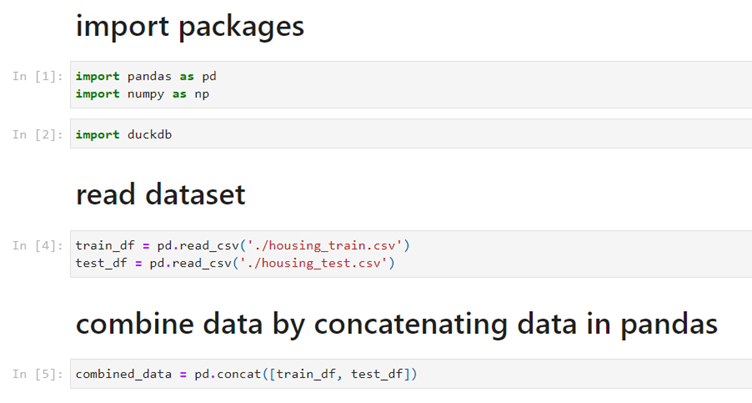 import packages
In [1]: import pandas as pd
import numpy as np
In [2]: import duckdb
read dataset
In [4]: train_df = pd.read_csv('./housing_train.csv')
test_df = pd.read_csv('./housing_test.csv')
combine data by concatenating data in pandas
In [5]: combined_data = pd.concat([train_df, test_df])